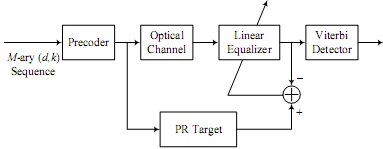 M-ary (d,k)
Sequence
Precoder
Optical
Channel
Linear
Equalizer
Viterbi
Detector
−
+
PR Target